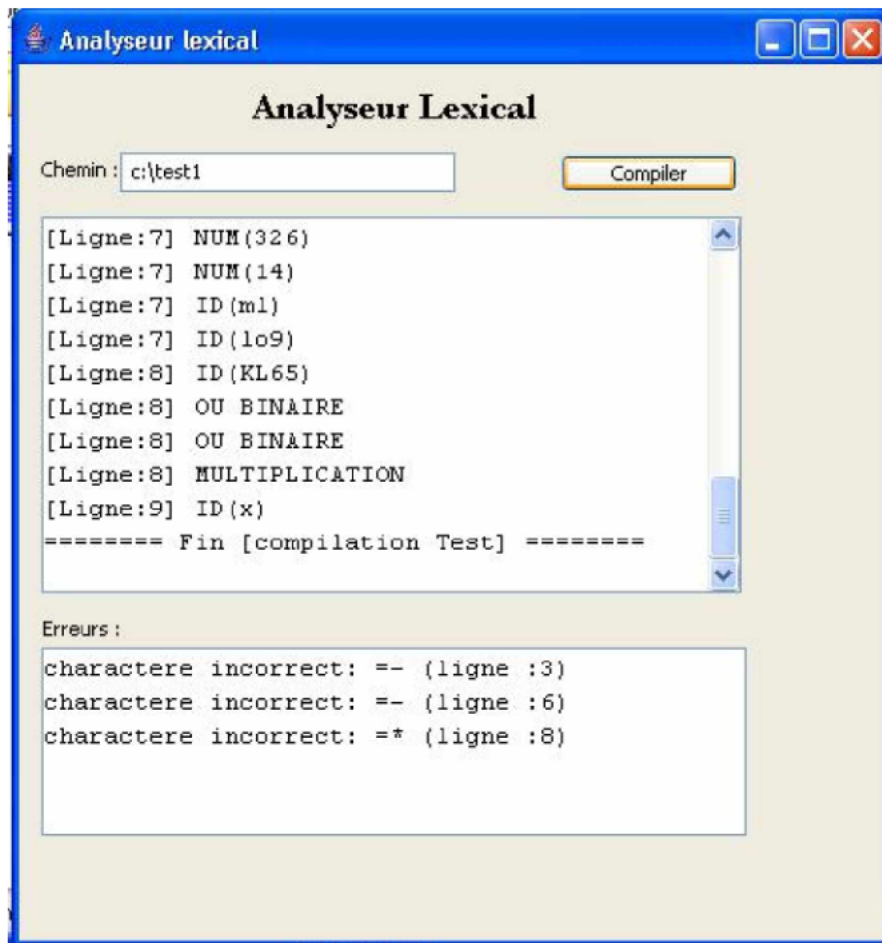 Analyseur lexical
Analyseur Lexical
Chemin : c:\test1 Compiler
[Ligne:7] NUM(326)
[Ligne:7] NUM(14)
[Ligne:7] ID(ml)
[Ligne:7] ID(lo9)
[Ligne:8] ID(KL65)
[Ligne:8] OU BINAIRE
[Ligne:8] OU BINAIRE
[Ligne:8] MULTIPLICATION
[Ligne:9] ID(x)
======== Fin [compilation Test] ========
Erreurs :
charactere incorrect: =- (ligne :3)
charactere incorrect: =- (ligne :6)
charactere incorrect: =* (ligne :8)